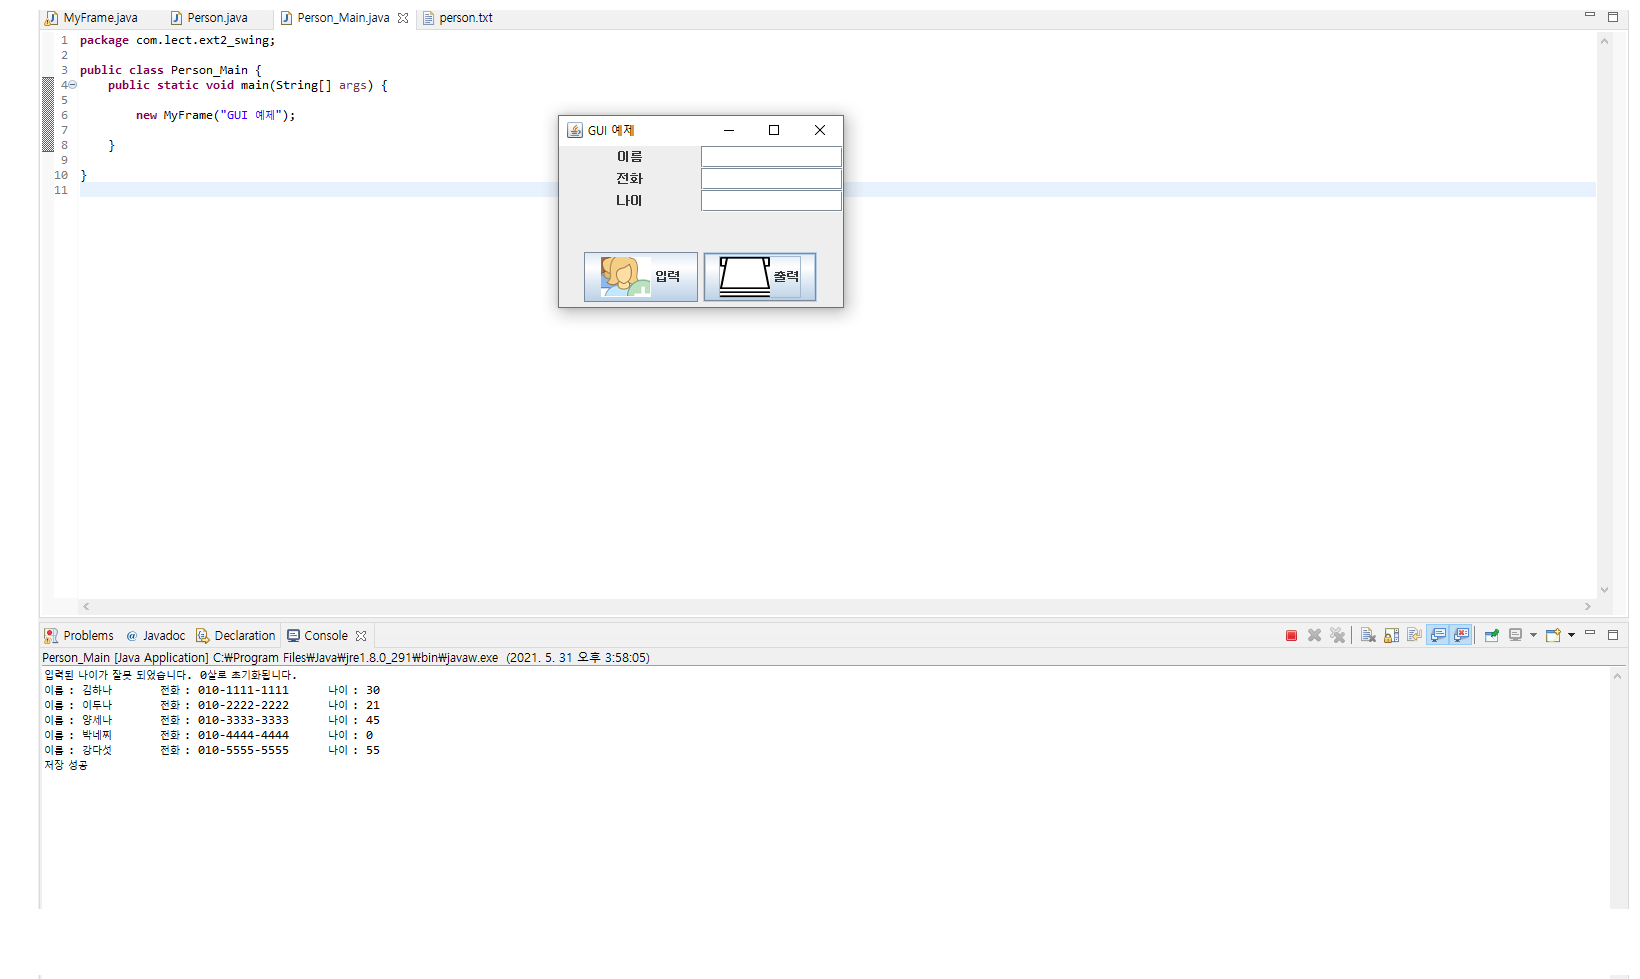 MyFrame.java Person.java Person_Main.java person.txt
1 package com.lect.ext2_swing;
2
3 public class Person_Main {
4 public static void main(String[] args) {
5
6 new MyFrame("GUI 예제");
7
8 }
9
10 }
11
GUI 예제
이름
전화
나이
입력 출력
Problems @ Javadoc Declaration Console
Person_Main [Java Application] C:₩Program Files₩Java₩jre1.8.0_291₩bin₩javaw.exe (2021. 5. 31 오후 3:58:05)
입력된 나이가 잘못 되었습니다. 0살로 초기화됩니다.
이름 : 김하나 전화 : 010-1111-1111 나이 : 30
이름 : 이두나 전화 : 010-2222-2222 나이 : 21
이름 : 양세나 전화 : 010-3333-3333 나이 : 45
이름 : 박네찌 전화 : 010-4444-4444 나이 : 0
이름 : 강다섯 전화 : 010-5555-5555 나이 : 55
저장 성공